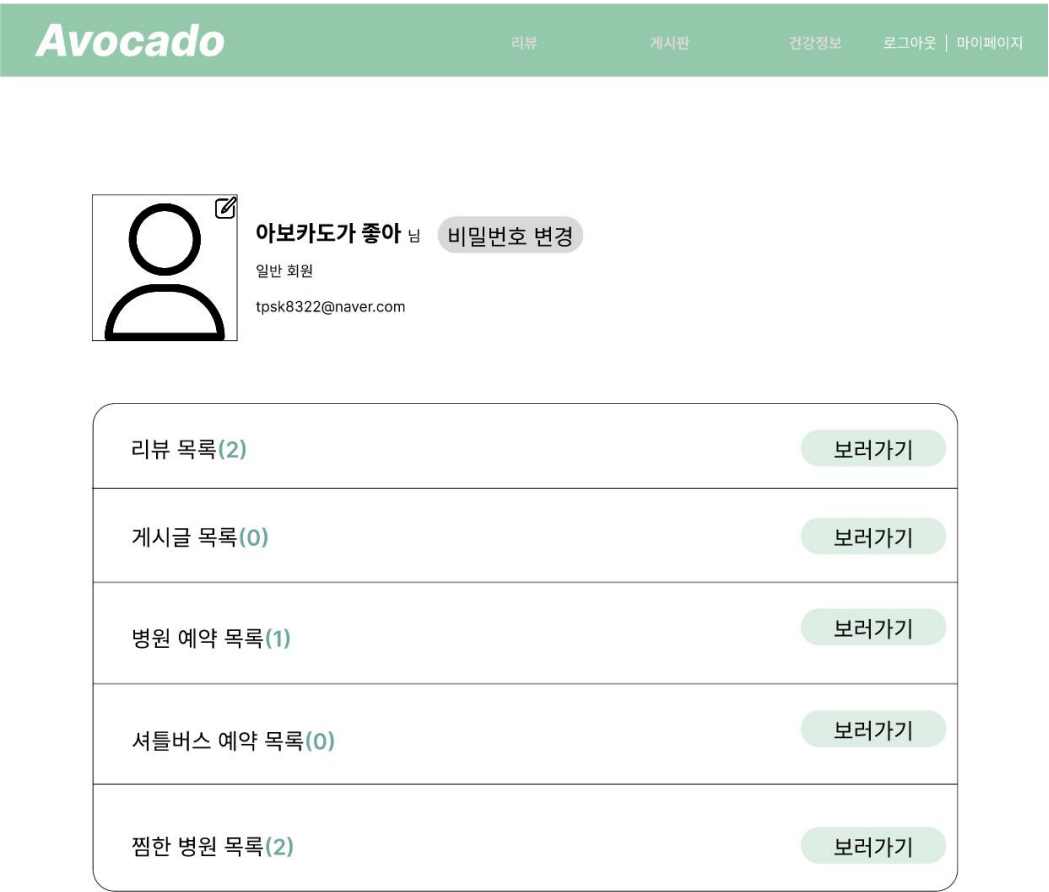 Avocado 리뷰 게시판 건강정보 로그아웃 | 마이페이지
아보카도가 좋아 님 비밀번호 변경
일반 회원
tpsk8322@naver.com
리뷰 목록(2) 보러가기
게시글 목록(0) 보러가기
병원 예약 목록(1) 보러가기
셔틀버스 예약 목록(0) 보러가기
찜한 병원 목록(2) 보러가기